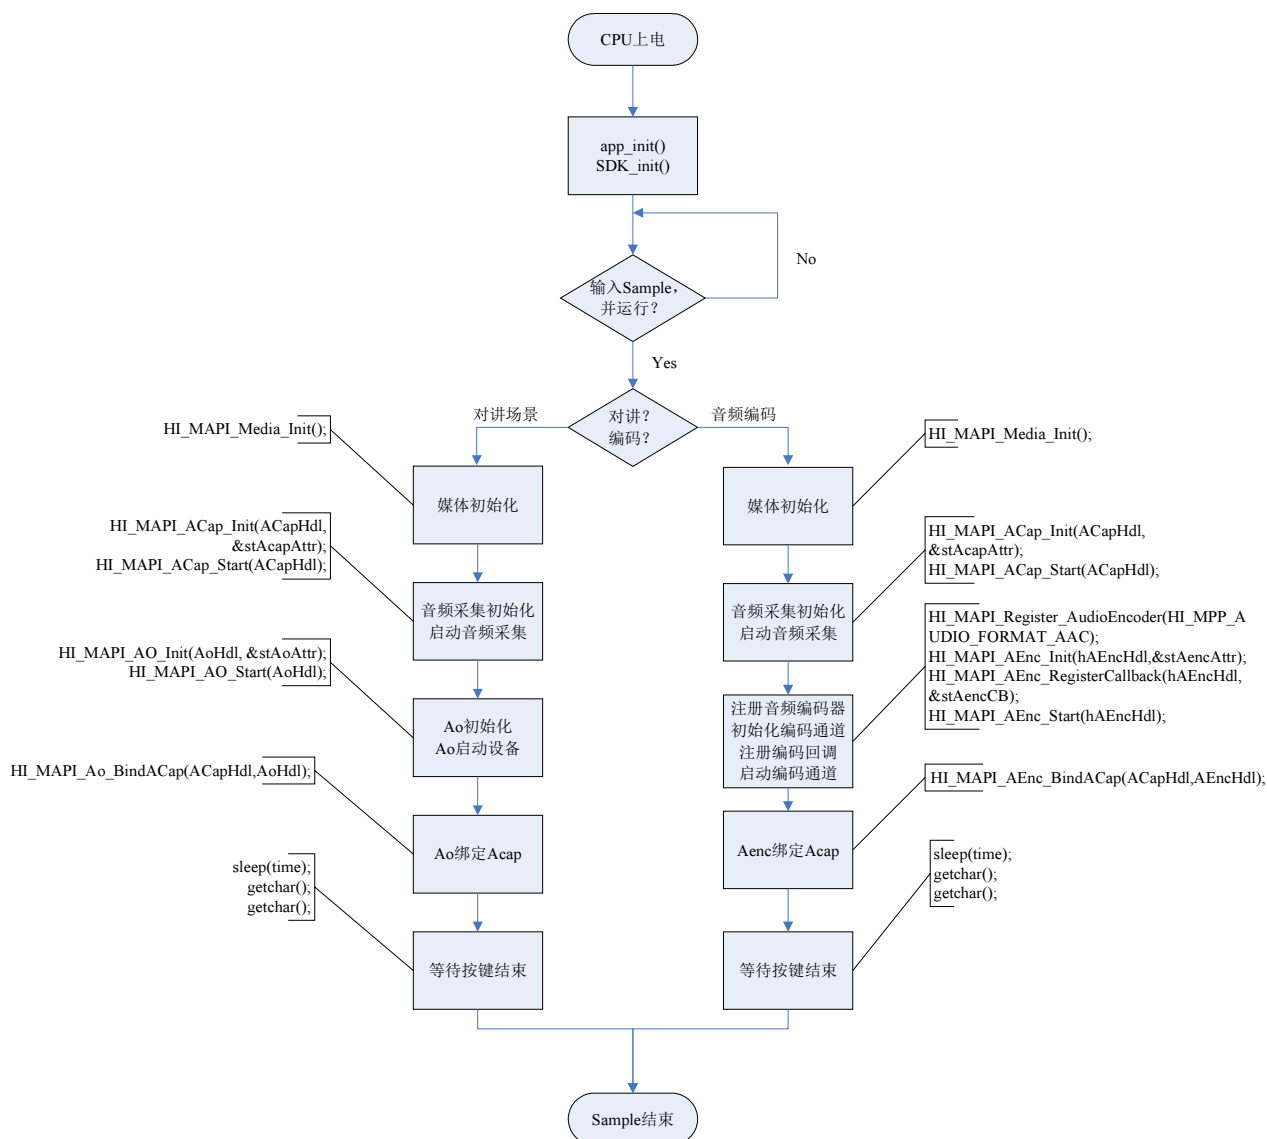 CPU上电
app_init()
SDK_init()
No
输入Sample，
并运行？
Yes
对讲场景
对讲？
编码？
音频编码
HI_MAPI_Media_Init();
HI_MAPI_Media_Init();
媒体初始化
媒体初始化
HI_MAPI_ACap_Init(ACapHdl,
&stAcapAttr);
HI_MAPI_ACap_Start(ACapHdl);
HI_MAPI_ACap_Init(ACapHdl,
&stAcapAttr);
HI_MAPI_ACap_Start(ACapHdl);
音频采集初始化
启动音频采集
音频采集初始化
启动音频采集
HI_MAPI_AO_Init(AoHdl, &stAoAttr);
HI_MAPI_AO_Start(AoHdl);
HI_MAPI_Register_AudioEncoder(HI_MPP_A
UDIO_FORMAT_AAC);
HI_MAPI_AEnc_Init(hAEncHdl,&stAencAttr);
HI_MAPI_AEnc_RegisterCallback(hAEncHdl,
&stAencCB);
HI_MAPI_AEnc_Start(hAEncHdl);
Ao初始化
Ao启动设备
注册音频编码器
初始化编码通道
注册编码回调
启动编码通道
HI_MAPI_Ao_BindACap(ACapHdl,AoHdl);
HI_MAPI_AEnc_BindACap(ACapHdl,AEncHdl);
Ao绑定Acap
Aenc绑定Acap
sleep(time);
getchar();
getchar();
sleep(time);
getchar();
getchar();
等待按键结束
等待按键结束
Sample结束